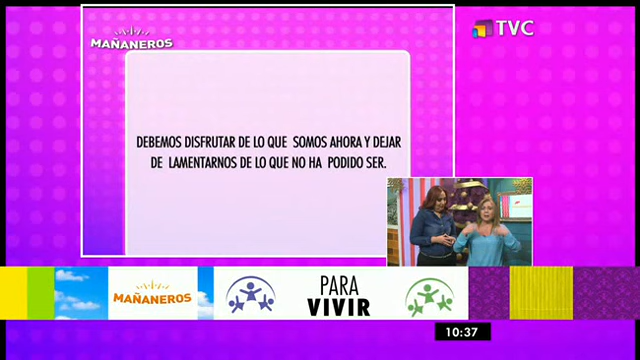 MAÑANEROS
TVC
DEBEMOS DISFRUTAR DE LO QUE SOMOS AHORA Y DEJAR
DE LAMENTARNOS DE LO QUE NO HA PODIDO SER.
MAÑANEROS
PARA
VIVIR
10:37